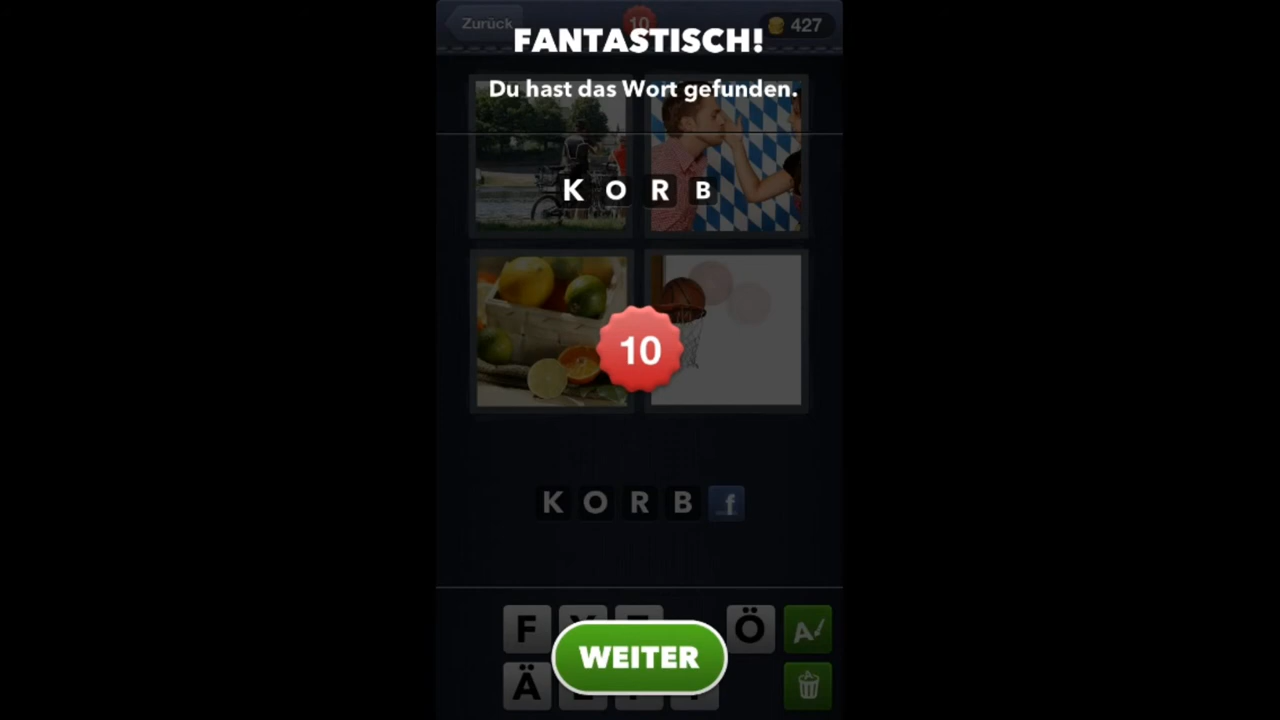 Zurück 10 427
FANTASTISCH!
Du hast das Wort gefunden.
K O R B
10
K O R B f
F Ö A
WEITER
Ä